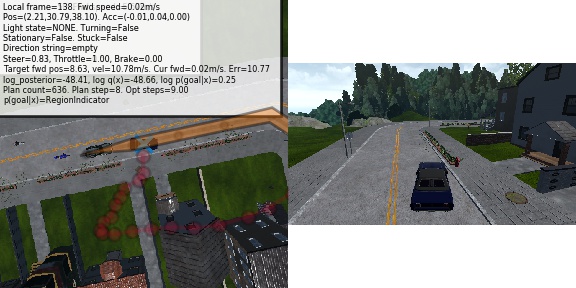 Local frame=138. Fwd speed=0.02m/s
Pos=(2.21,30.79,38.10). Acc=(-0.01,0.04,0.00)
Light state=NONE. Turning=False
Stationary=False. Stuck=False
Direction string=empty
Steer=0.83, Throttle=1.00, Brake=0.00
Target fwd pos=8.63, vel=10.78m/s. Cur fwd=0.02m/s. Err=10.77
log_posterior=-48.41, log q(x)=-48.66, log p(goal|x)=0.25
Plan count=636. Plan step=8. Opt steps=9.00
p(goal|x)=RegionIndicator